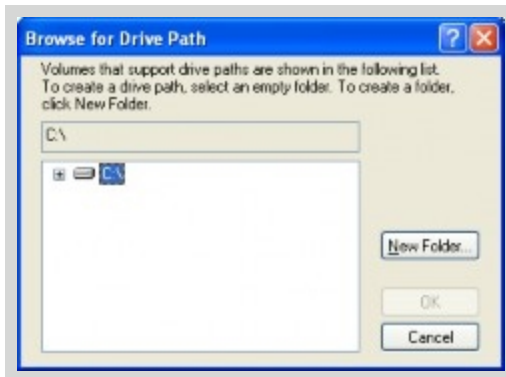 Browse for Drive Path
Volumes that support drive paths are shown in the following list.
To create a drive path, select an empty folder. To create a folder,
click New Folder.
C:\
C:\
New Folder...
OK
Cancel